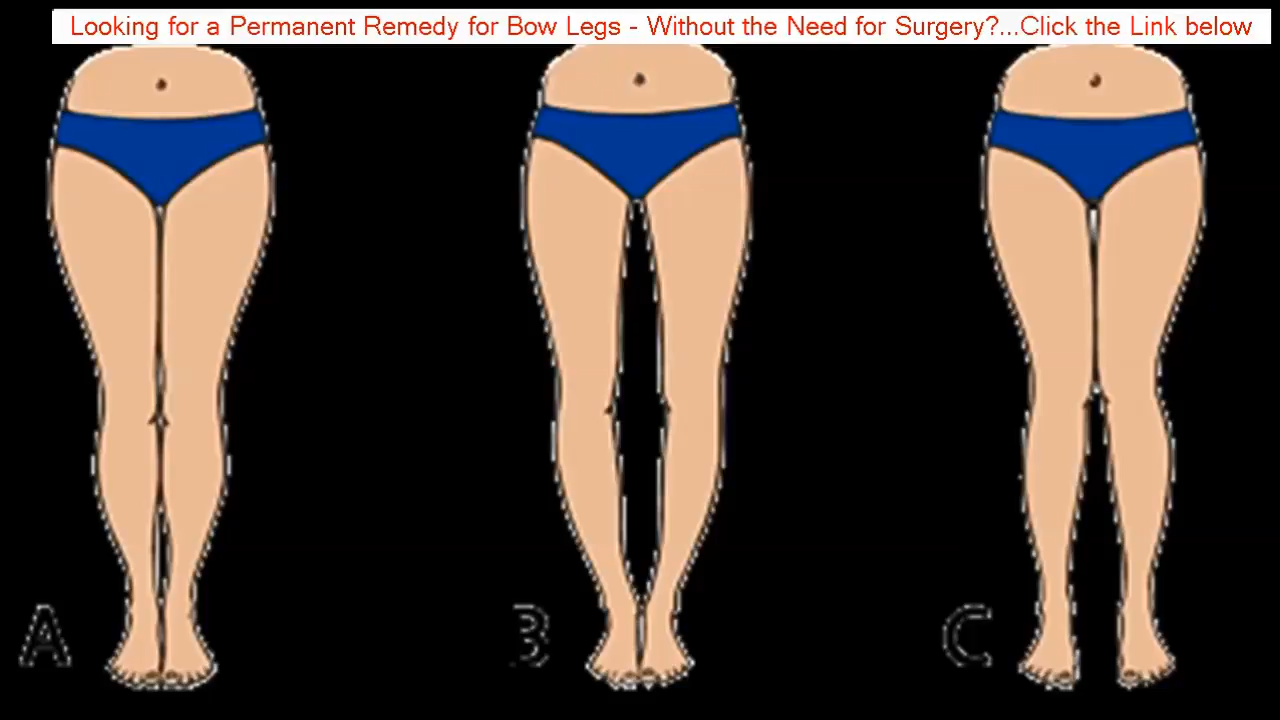 Looking for a Permanent Remedy for Bow Legs - Without the Need for Surgery?...Click the Link below
A B C